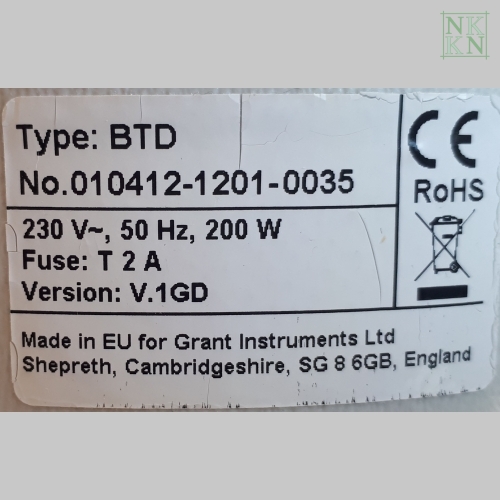 NK
KN
Type: BTD
No.010412-1201-0035
CE
RoHS
230 V~, 50 Hz, 200 W
Fuse: T 2 A
Version: V.1GD
Made in EU for Grant Instruments Ltd
Shepreth, Cambridgeshire, SG 8 6GB, England